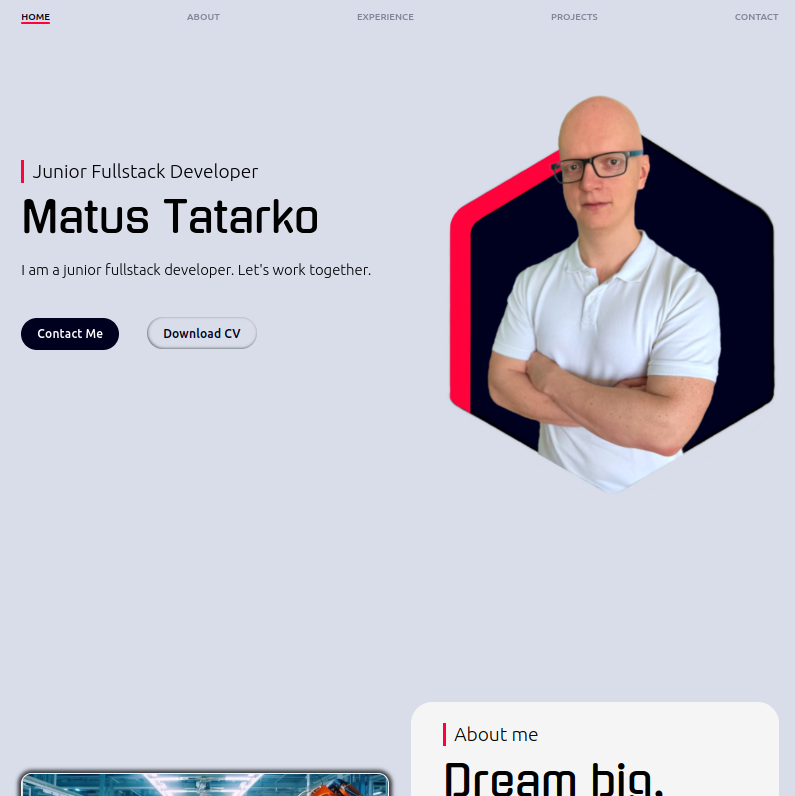 HOME ABOUT EXPERIENCE PROJECTS CONTACT
Junior Fullstack Developer
Matus Tatarko
I am a junior fullstack developer. Let's work together.
Contact Me Download CV
About me
Dream big.